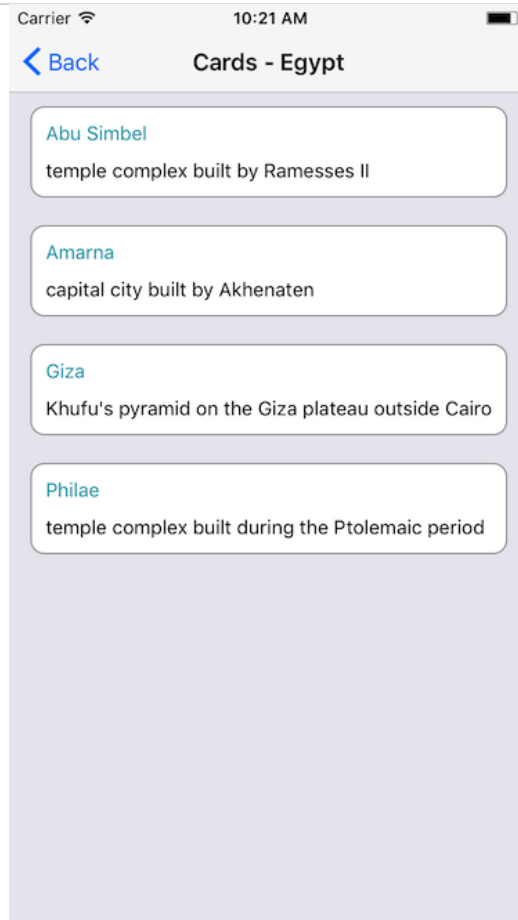 Carrier 10:21 AM
Back Cards - Egypt
Abu Simbel
temple complex built by Ramesses II
Amarna
capital city built by Akhenaten
Giza
Khufu's pyramid on the Giza plateau outside Cairo
Philae
temple complex built during the Ptolemaic period